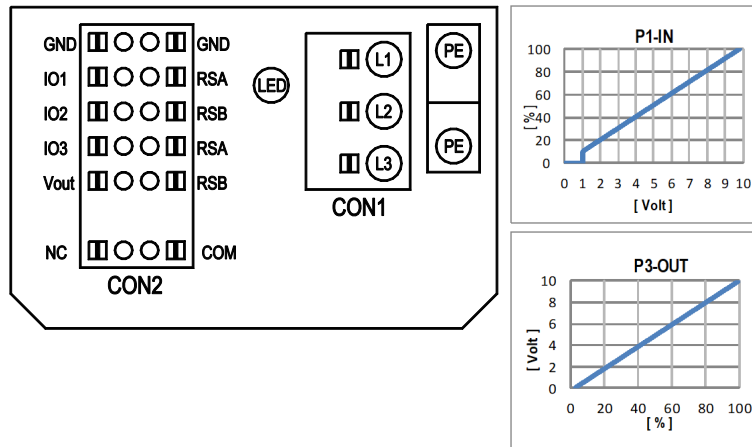 GND GND
IO1 RSA
IO2 RSB
IO3 RSA
Vout RSB
NC COM
CON2
LED
L1
L2
L3
CON1
PE
PE
P1-IN
100
80
60
40
20
0
[ % ]
0 1 2 3 4 5 6 7 8 9 10
[ Volt ]
P3-OUT
10
8
6
4
2
0
[ Volt ]
0 20 40 60 80 100
[ % ]